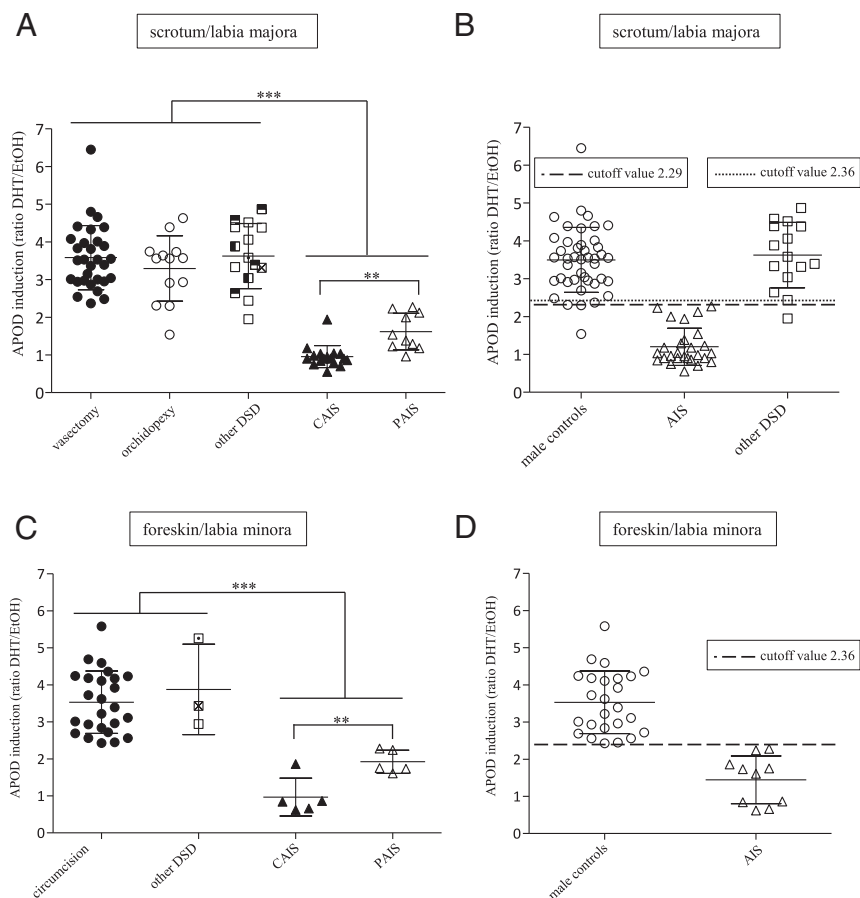 A
scrotum/labia majora
***
**
APOD induction (ratio DHT/EtOH)
7
6
5
4
3
2
1
0
vasectomy
orchidopexy
other DSD
CAIS
PAIS
B
scrotum/labia majora
cutoff value 2.29
cutoff value 2.36
APOD induction (ratio DHT/EtOH)
7
6
5
4
3
2
1
0
male controls
AIS
other DSD
C
foreskin/labia minora
***
**
APOD induction (ratio DHT/EtOH)
7
6
5
4
3
2
1
0
circumcision
other DSD
CAIS
PAIS
D
foreskin/labia minora
cutoff value 2.36
APOD induction (ratio DHT/EtOH)
7
6
5
4
3
2
1
0
male controls
AIS